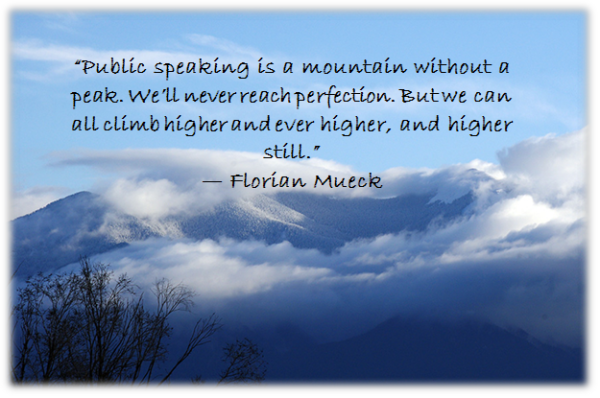 “Public speaking is a mountain without a
peak. We’ll never reach perfection. But we can
all climb higher and ever higher, and higher
still.”
— Florian Mueck